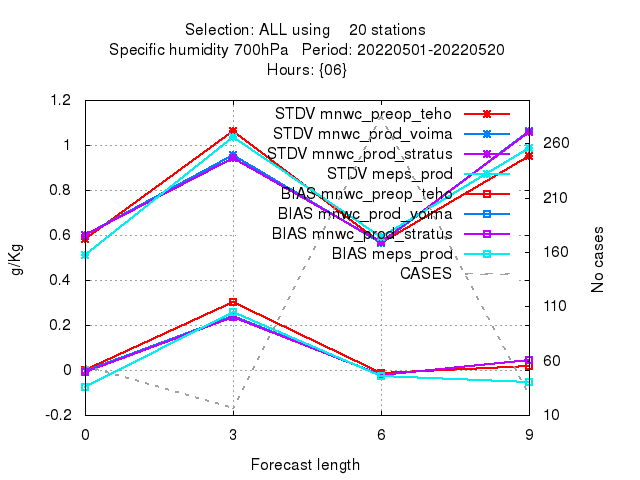 Selection: ALL using 20 stations
Specific humidity 700hPa Period: 20220501-20220520
Hours: {06}
1.2
1
0.8
0.6
0.4
0.2
0
-0.2
g/Kg
STDV mnwc_preop_teho
STDV mnwc_prod_voima
STDV mnwc_prod_stratus
STDV meps_prod
BIAS mnwc_preop_teho
BIAS mnwc_prod_voima
BIAS mnwc_prod_stratus
BIAS meps_prod
CASES
260
210
160
110
60
10
No cases
0 3 6 9
Forecast length